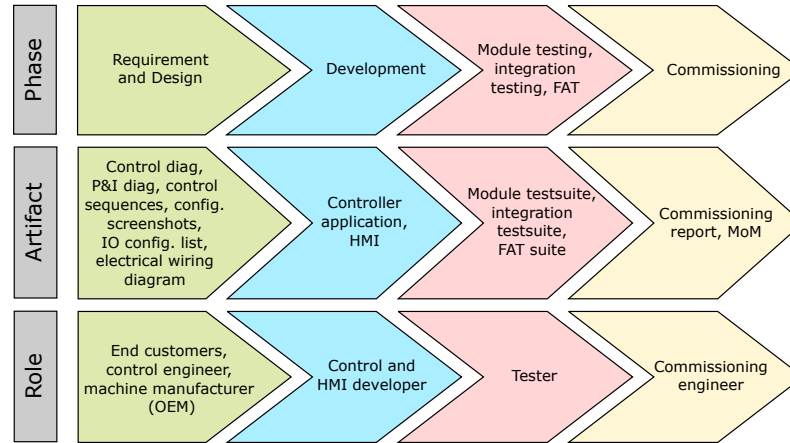 Phase
Requirement
and Design
Development
Module testing,
integration
testing, FAT
Commissioning
Artifact
Control diag,
P&I diag, control
sequences, config.
screenshots,
IO config. list,
electrical wiring
diagram
Controller
application,
HMI
Module testsuite,
integration
testsuite,
FAT suite
Commissioning
report, MoM
Role
End customers,
control engineer,
machine manufacturer
(OEM)
Control and
HMI developer
Tester
Commissioning
engineer